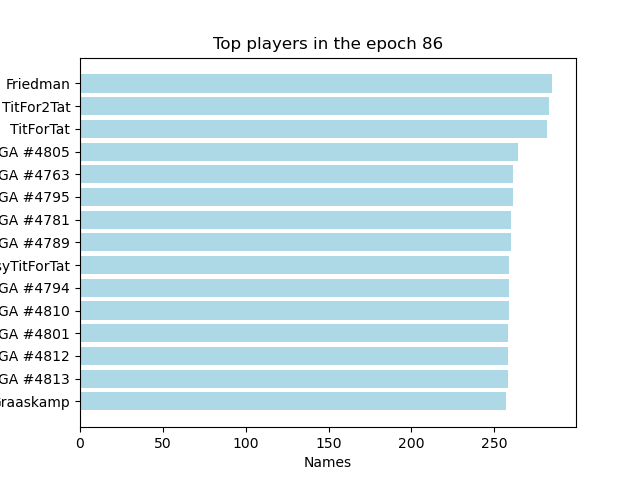 Top players in the epoch 86
Friedman
TitFor2Tat
TitForTat
GA #4805
GA #4763
GA #4795
GA #4781
GA #4789
syTitForTat
GA #4794
GA #4810
GA #4801
GA #4812
GA #4813
Graaskamp
0 50 100 150 200 250
Names